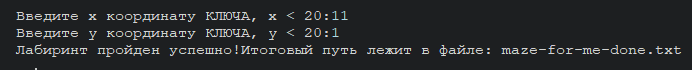 Введите x координату КЛЮЧА, x < 20:11
Введите y координату КЛЮЧА, y < 20:1
Лабиринт пройден успешно!Итоговый путь лежит в файле: maze-for-me-done.txt